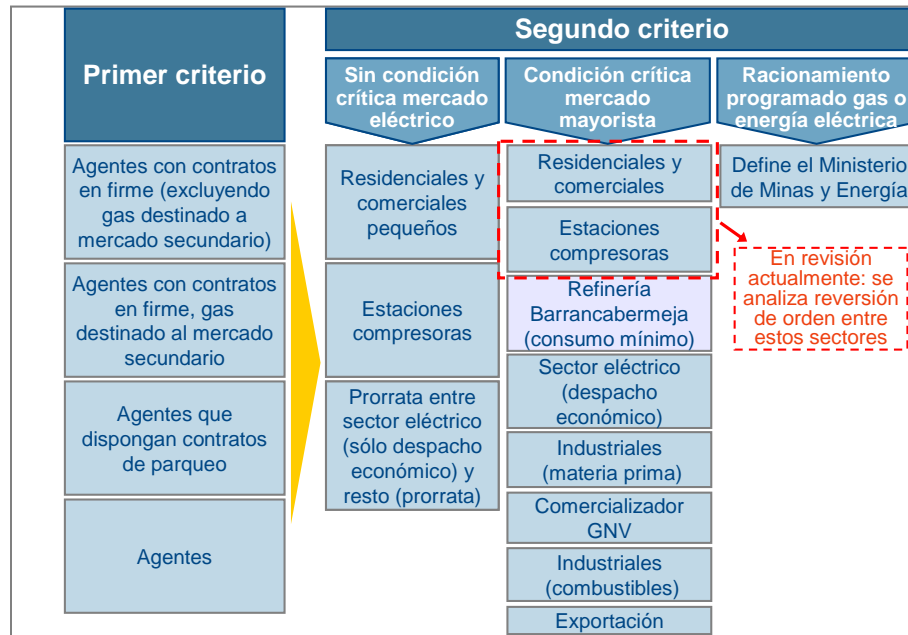 Primer criterio
Segundo criterio
Sin condición
crítica mercado
eléctrico
Condición crítica
mercado
mayorista
Racionamiento
programado gas o
energía eléctrica
Agentes con contratos
en firme (excluyendo
gas destinado a
mercado secundario)
Agentes con contratos
en firme, gas
destinado al mercado
secundario
Agentes que
dispongan contratos
de parqueo
Agentes
Residenciales y
comerciales
pequeños
Estaciones
compresoras
Prorrata entre
sector eléctrico
(sólo despacho
económico) y
resto (prorrata)
Residenciales y
comerciales
Estaciones
compresoras
Refinería
Barrancabermeja
(consumo mínimo)
Sector eléctrico
(despacho
económico)
Industriales
(materia prima)
Comercializador
GNV
Industriales
(combustibles)
Exportación
Define el Ministerio
de Minas y Energía
En revisión
actualmente: se
analiza reversión
de orden entre
estos sectores